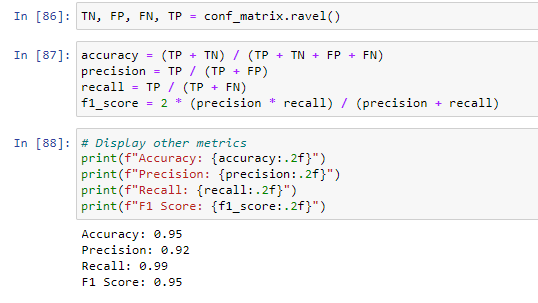 In [86]: TN, FP, FN, TP = conf_matrix.ravel()
In [87]: accuracy = (TP + TN) / (TP + TN + FP + FN)
precision = TP / (TP + FP)
recall = TP / (TP + FN)
f1_score = 2 * (precision * recall) / (precision + recall)
In [88]: # Display other metrics
print(f"Accuracy: {accuracy:.2f}")
print(f"Precision: {precision:.2f}")
print(f"Recall: {recall:.2f}")
print(f"F1 Score: {f1_score:.2f}")
Accuracy: 0.95
Precision: 0.92
Recall: 0.99
F1 Score: 0.95